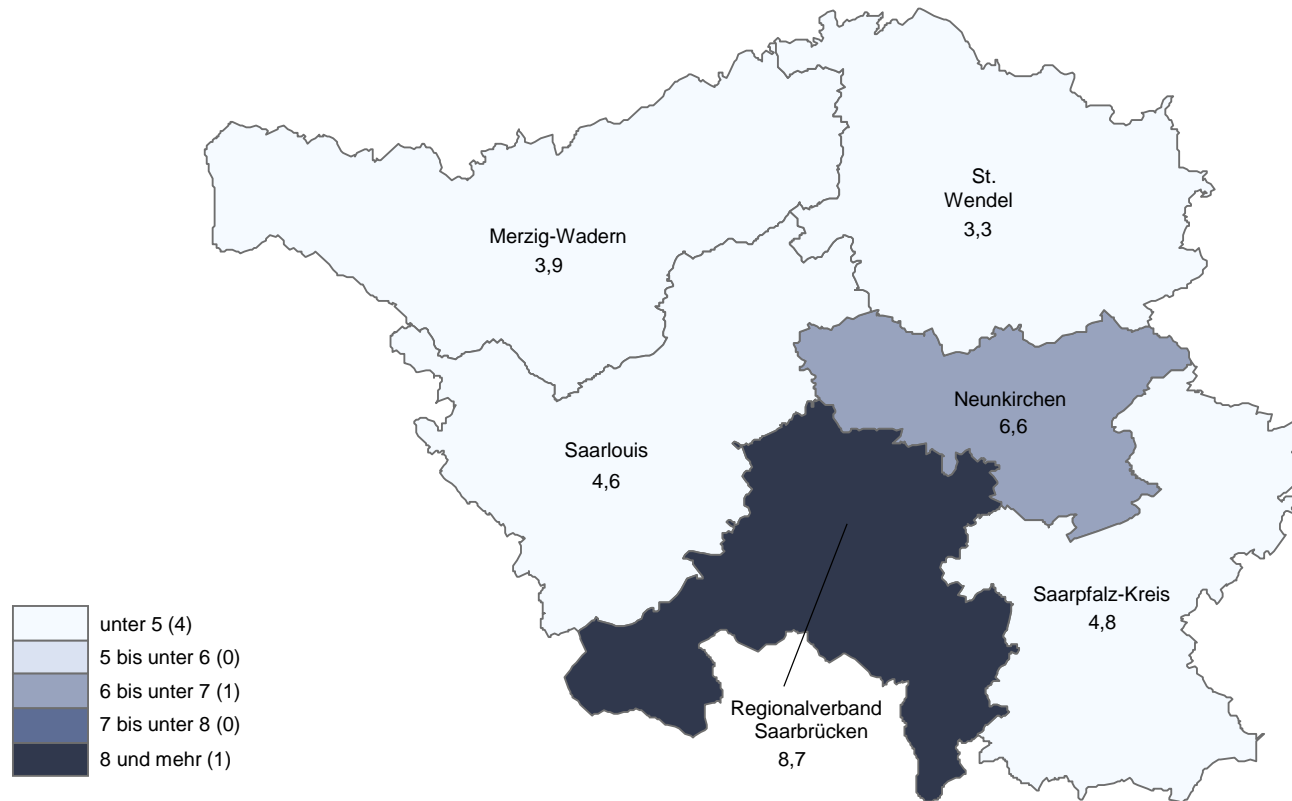 St.
Wendel
3,3
Merzig-Wadern
3,9
Neunkirchen
6,6
Saarlouis
4,6
Saarpfalz-Kreis
4,8
Regionalverband
Saarbrücken
8,7
unter 5 (4)
5 bis unter 6 (0)
6 bis unter 7 (1)
7 bis unter 8 (0)
8 und mehr (1)